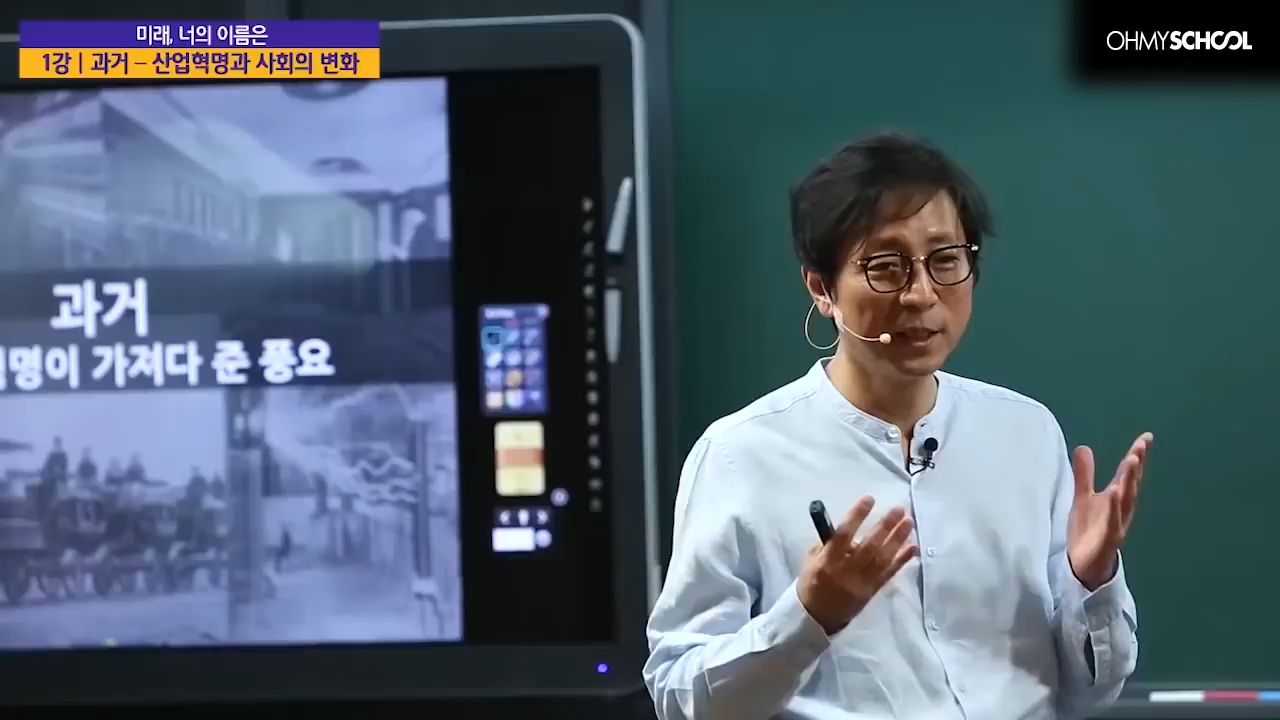 미래, 너의 이름은
1강 | 과거 – 산업혁명과 사회의 변화
OHMYSCHOOL
과거
혁명이 가져다 준 풍요